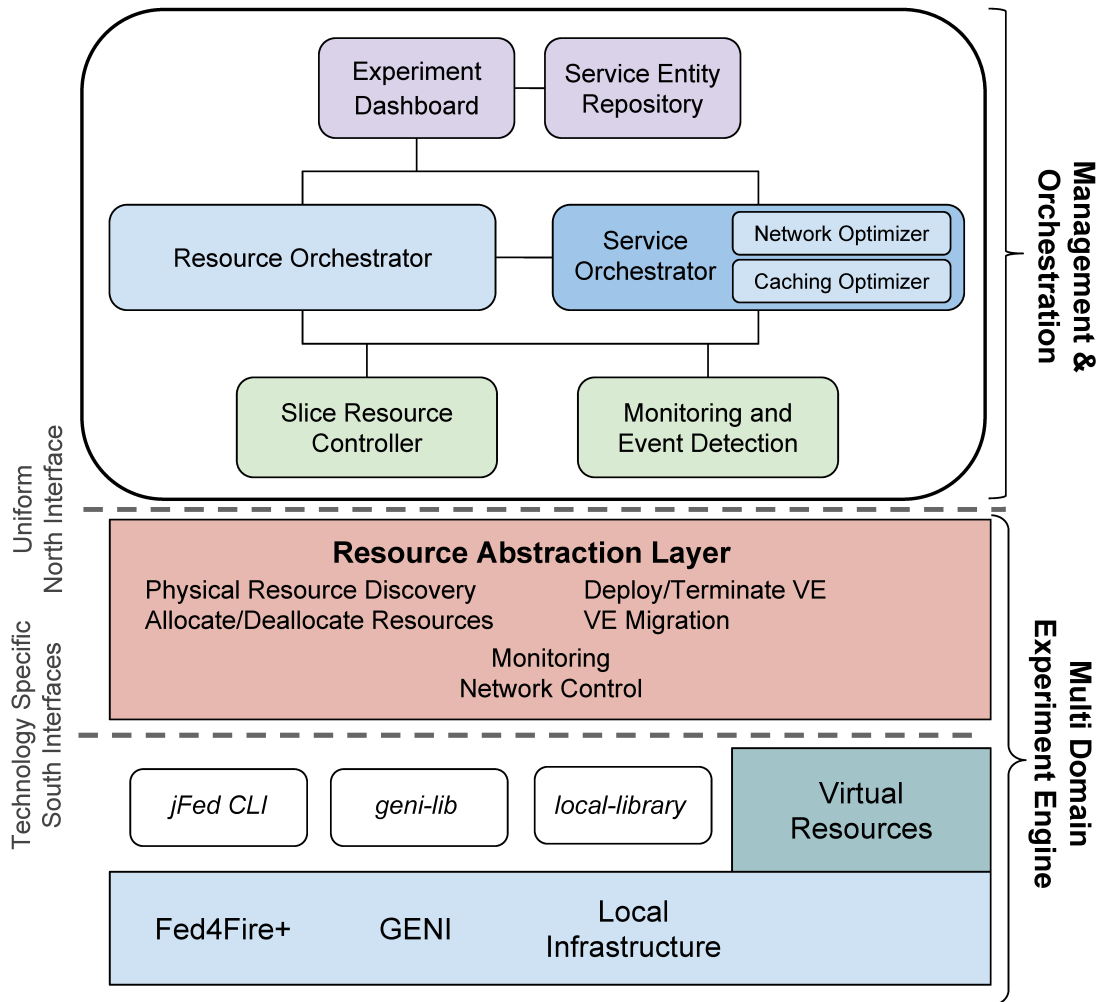 Experiment
Dashboard
Service Entity
Repository
Resource Orchestrator
Service
Orchestrator
Network Optimizer
Caching Optimizer
Slice Resource
Controller
Monitoring and
Event Detection
Management &
Orchestration
Uniform
North Interface
Resource Abstraction Layer
Physical Resource Discovery
Allocate/Deallocate Resources
Deploy/Terminate VE
VE Migration
Monitoring
Network Control
Technology Specific
South Interfaces
jFed CLI
geni-lib
local-library
Virtual
Resources
Fed4Fire+
GENI
Local
Infrastructure
Multi Domain
Experiment Engine